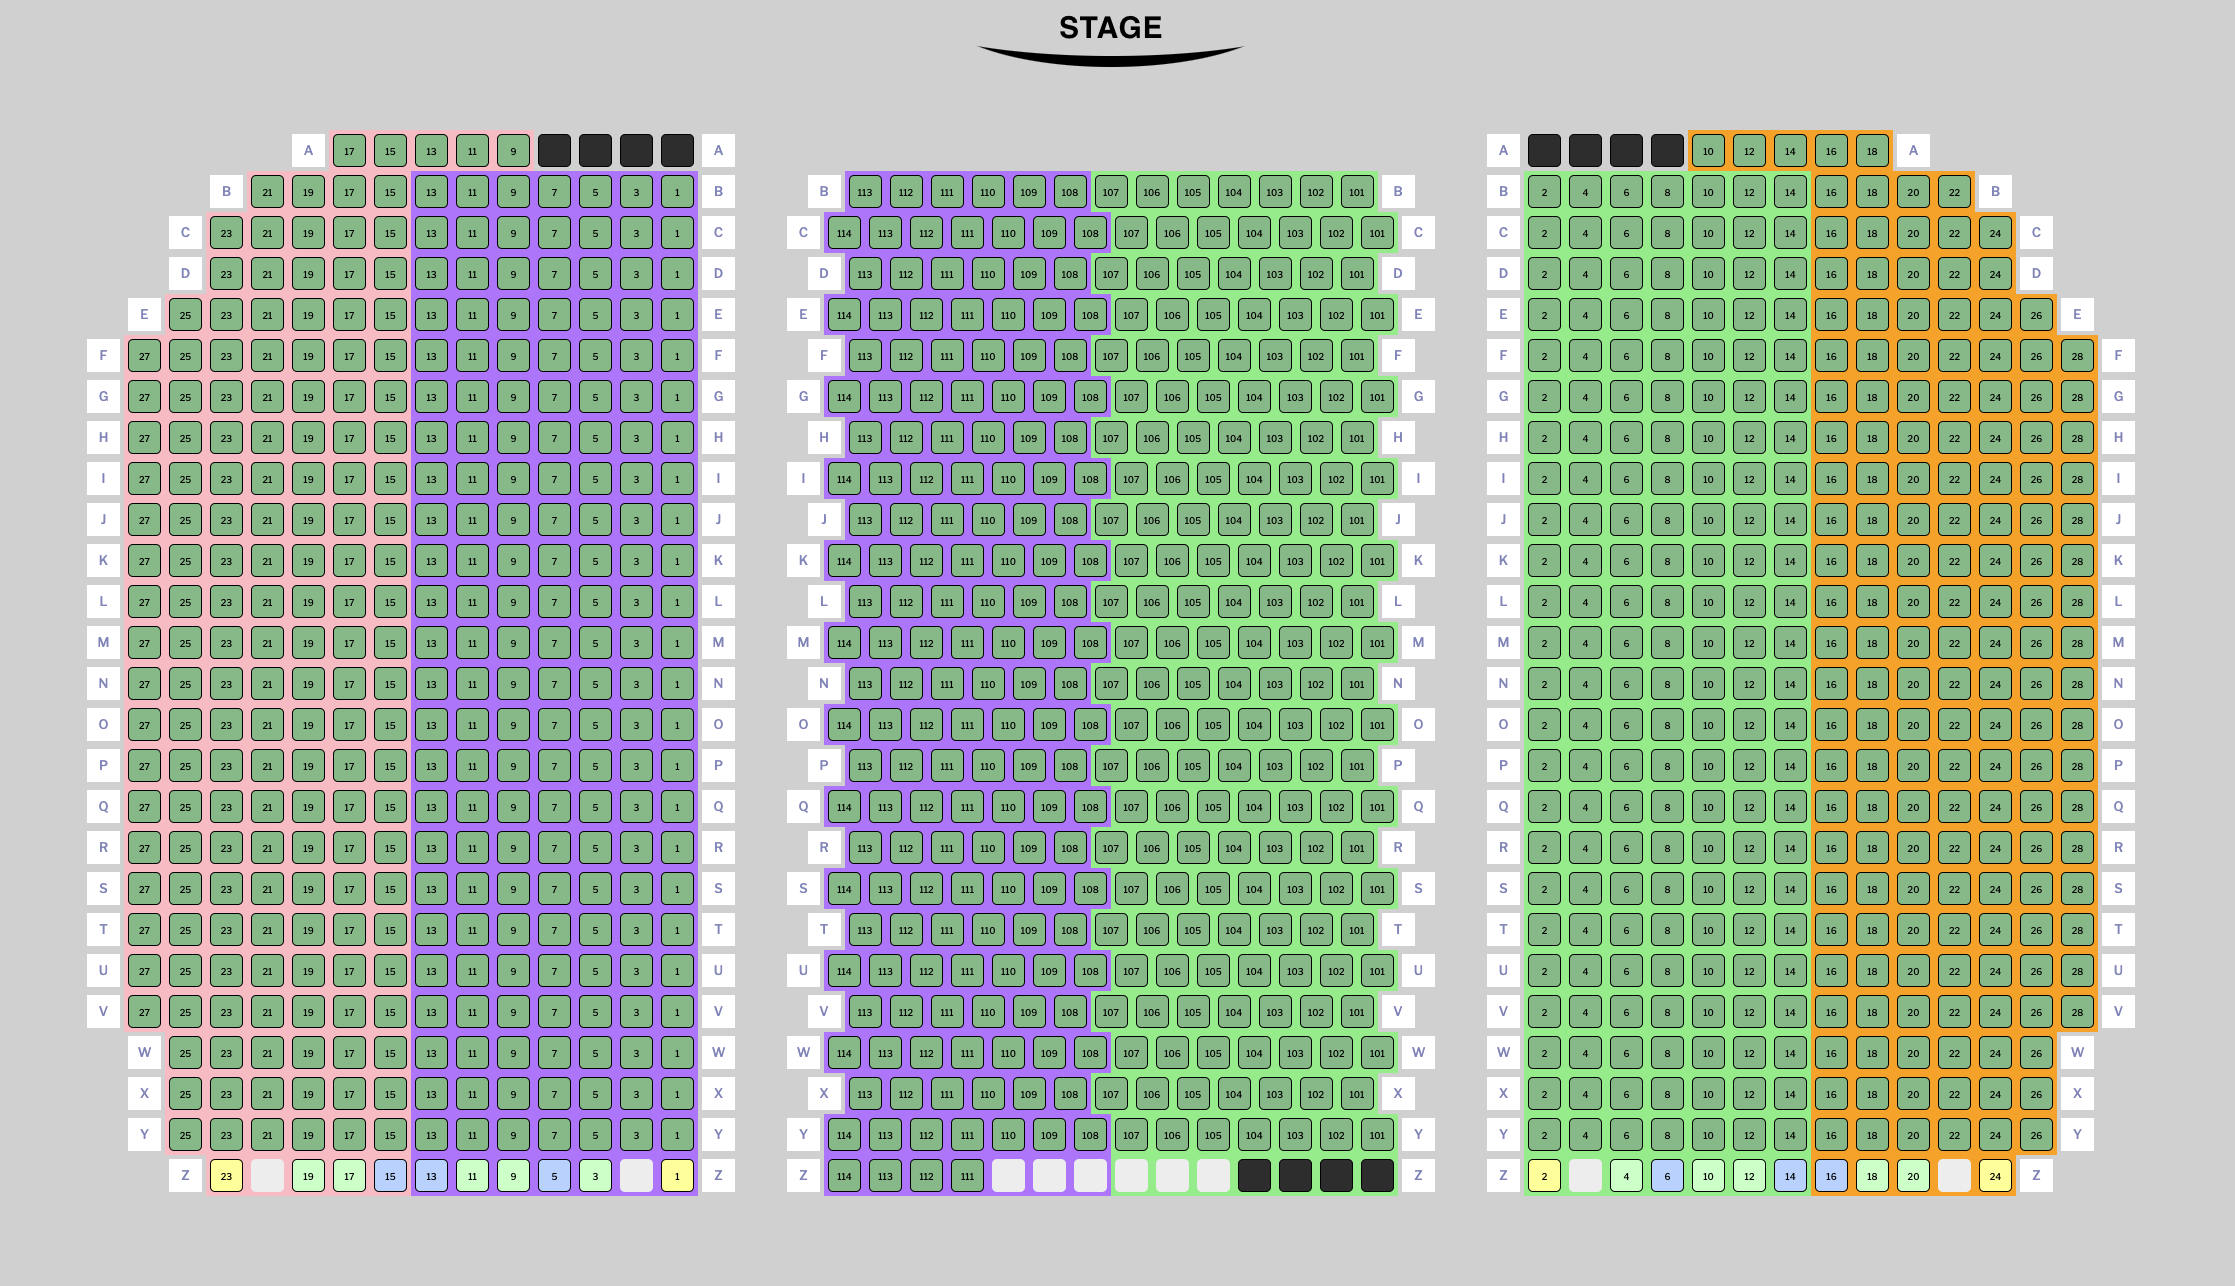 STAGE
A 17 15 13 11 9 A A 10 12 14 16 18 A
B 21 19 17 15 13 11 9 7 5 3 1 B B 113 112 111 110 109 108 107 106 105 104 103 102 101 B B 2 4 6 8 10 12 14 16 18 20 22 B
C 23 21 19 17 15 13 11 9 7 5 3 1 C C 114 113 112 111 110 109 108 107 106 105 104 103 102 101 C C 2 4 6 8 10 12 14 16 18 20 22 24 C
D 23 21 19 17 15 13 11 9 7 5 3 1 D D 113 112 111 110 109 108 107 106 105 104 103 102 101 D D 2 4 6 8 10 12 14 16 18 20 22 24 D
E 25 23 21 19 17 15 13 11 9 7 5 3 1 E E 114 113 112 111 110 109 108 107 106 105 104 103 102 101 E E 2 4 6 8 10 12 14 16 18 20 22 24 26 E
F 27 25 23 21 19 17 15 13 11 9 7 5 3 1 F F 113 112 111 110 109 108 107 106 105 104 103 102 101 F F 2 4 6 8 10 12 14 16 18 20 22 24 26 28 F
G 27 25 23 21 19 17 15 13 11 9 7 5 3 1 G G 114 113 112 111 110 109 108 107 106 105 104 103 102 101 G G 2 4 6 8 10 12 14 16 18 20 22 24 26 28 G
H 27 25 23 21 19 17 15 13 11 9 7 5 3 1 H H 113 112 111 110 109 108 107 106 105 104 103 102 101 H H 2 4 6 8 10 12 14 16 18 20 22 24 26 28 H
I 27 25 23 21 19 17 15 13 11 9 7 5 3 1 I I 114 113 112 111 110 109 108 107 106 105 104 103 102 101 I I 2 4 6 8 10 12 14 16 18 20 22 24 26 28 I
J 27 25 23 21 19 17 15 13 11 9 7 5 3 1 J J 113 112 111 110 109 108 107 106 105 104 103 102 101 J J 2 4 6 8 10 12 14 16 18 20 22 24 26 28 J
K 27 25 23 21 19 17 15 13 11 9 7 5 3 1 K K 114 113 112 111 110 109 108 107 106 105 104 103 102 101 K K 2 4 6 8 10 12 14 16 18 20 22 24 26 28 K
L 27 25 23 21 19 17 15 13 11 9 7 5 3 1 L L 113 112 111 110 109 108 107 106 105 104 103 102 101 L L 2 4 6 8 10 12 14 16 18 20 22 24 26 28 L
M 27 25 23 21 19 17 15 13 11 9 7 5 3 1 M M 114 113 112 111 110 109 108 107 106 105 104 103 102 101 M M 2 4 6 8 10 12 14 16 18 20 22 24 26 28 M
N 27 25 23 21 19 17 15 13 11 9 7 5 3 1 N N 113 112 111 110 109 108 107 106 105 104 103 102 101 N N 2 4 6 8 10 12 14 16 18 20 22 24 26 28 N
O 27 25 23 21 19 17 15 13 11 9 7 5 3 1 O O 114 113 112 111 110 109 108 107 106 105 104 103 102 101 O O 2 4 6 8 10 12 14 16 18 20 22 24 26 28 O
P 27 25 23 21 19 17 15 13 11 9 7 5 3 1 P P 113 112 111 110 109 108 107 106 105 104 103 102 101 P P 2 4 6 8 10 12 14 16 18 20 22 24 26 28 P
Q 27 25 23 21 19 17 15 13 11 9 7 5 3 1 Q Q 114 113 112 111 110 109 108 107 106 105 104 103 102 101 Q Q 2 4 6 8 10 12 14 16 18 20 22 24 26 28 Q
R 27 25 23 21 19 17 15 13 11 9 7 5 3 1 R R 113 112 111 110 109 108 107 106 105 104 103 102 101 R R 2 4 6 8 10 12 14 16 18 20 22 24 26 28 R
S 27 25 23 21 19 17 15 13 11 9 7 5 3 1 S S 114 113 112 111 110 109 108 107 106 105 104 103 102 101 S S 2 4 6 8 10 12 14 16 18 20 22 24 26 28 S
T 27 25 23 21 19 17 15 13 11 9 7 5 3 1 T T 113 112 111 110 109 108 107 106 105 104 103 102 101 T T 2 4 6 8 10 12 14 16 18 20 22 24 26 28 T
U 27 25 23 21 19 17 15 13 11 9 7 5 3 1 U U 114 113 112 111 110 109 108 107 106 105 104 103 102 101 U U 2 4 6 8 10 12 14 16 18 20 22 24 26 28 U
V 27 25 23 21 19 17 15 13 11 9 7 5 3 1 V V 113 112 111 110 109 108 107 106 105 104 103 102 101 V V 2 4 6 8 10 12 14 16 18 20 22 24 26 28 V
W 25 23 21 19 17 15 13 11 9 7 5 3 1 W W 114 113 112 111 110 109 108 107 106 105 104 103 102 101 W W 2 4 6 8 10 12 14 16 18 20 22 24 26 W
X 25 23 21 19 17 15 13 11 9 7 5 3 1 X X 113 112 111 110 109 108 107 106 105 104 103 102 101 X X 2 4 6 8 10 12 14 16 18 20 22 24 26 X
Y 25 23 21 19 17 15 13 11 9 7 5 3 1 Y Y 114 113 112 111 110 109 108 107 106 105 104 103 102 101 Y Y 2 4 6 8 10 12 14 16 18 20 22 24 26 Y
Z 23 19 17 15 13 11 9 5 3 1 Z Z 114 113 112 111 Z Z 2 4 6 10 12 14 16 18 20 24 Z